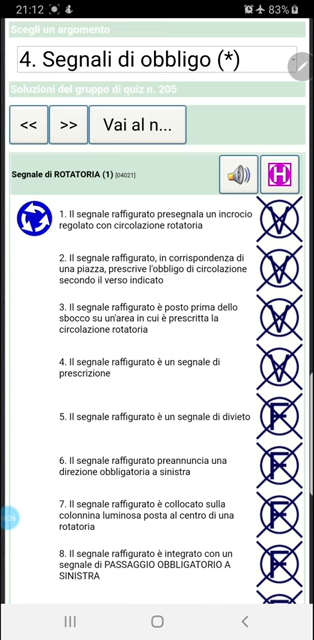 21:12
83%
Scegli un argomento
4. Segnali di obbligo (*)
Soluzioni del gruppo di quiz n. 205
<<
>>
Vai al n...
Segnale di ROTATORIA (1) [04021]
H
1. Il segnale raffigurato presegnala un incrocio
regolato con circolazione rotatoria
V
2. Il segnale raffigurato, in corrispondenza di
una piazza, prescrive l'obbligo di circolazione
secondo il verso indicato
V
3. Il segnale raffigurato è posto prima dello
sbocco su un'area in cui è prescritta la
circolazione rotatoria
V
4. Il segnale raffigurato è un segnale di
prescrizione
V
5. Il segnale raffigurato è un segnale di divieto
F
6. Il segnale raffigurato preannuncia una
direzione obbligatoria a sinistra
F
7. Il segnale raffigurato è collocato sulla
colonnina luminosa posta al centro di una
rotatoria
F
8. Il segnale raffigurato è integrato con un
segnale di PASSAGGIO OBBLIGATORIO A
SINISTRA
F